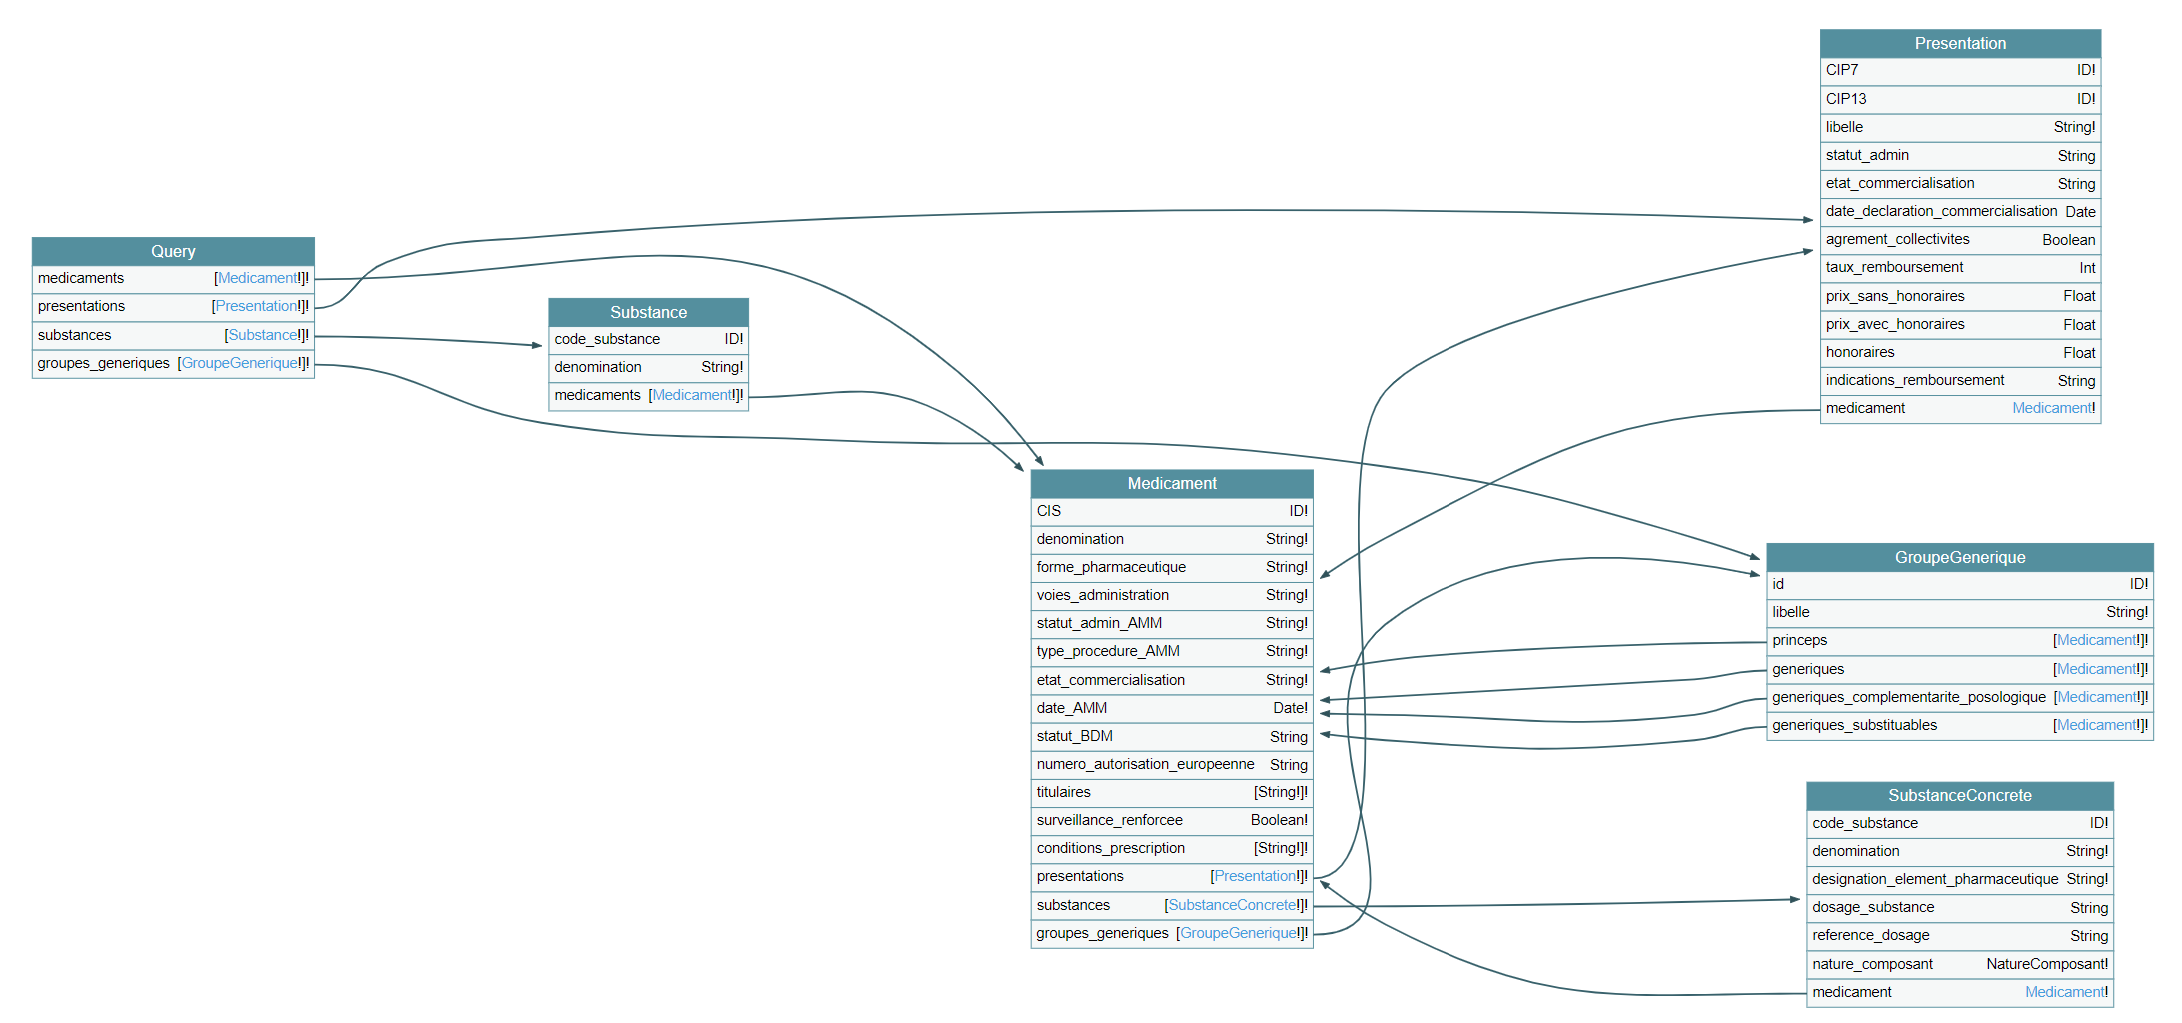 Query
medicaments [Medicament!]!
presentations [Presentation!]!
substances [Substance!]!
groupes_generiques [GroupeGenerique!]!
Substance
code_substance ID!
denomination String!
medicaments [Medicament!]!
Medicament
CIS ID!
denomination String!
forme_pharmaceutique String!
voies_administration String!
statut_admin_AMM String!
type_procedure_AMM String!
etat_commercialisation String!
date_AMM Date!
statut_BDM String
numero_autorisation_europeenne String
titulaires [String!]!
surveillance_renforcee Boolean!
conditions_prescription [String!]!
presentations [Presentation!]!
substances [SubstanceConcrete!]!
groupes_generiques [GroupeGenerique!]!
Presentation
CIP7 ID!
CIP13 ID!
libelle String!
statut_admin String
etat_commercialisation String
date_declaration_commercialisation Date
agrement_collectivites Boolean
taux_remboursement Int
prix_sans_honoraires Float
prix_avec_honoraires Float
honoraires Float
indications_remboursement String
medicament Medicament!
GroupeGenerique
id ID!
libelle String!
princeps [Medicament!]!
generiques [Medicament!]!
generiques_complementarite_posologique [Medicament!]!
generiques_substituables [Medicament!]!
SubstanceConcrete
code_substance ID!
denomination String!
designation_element_pharmaceutique String!
dosage_substance String
reference_dosage String
nature_composant NatureComposant!
medicament Medicament!